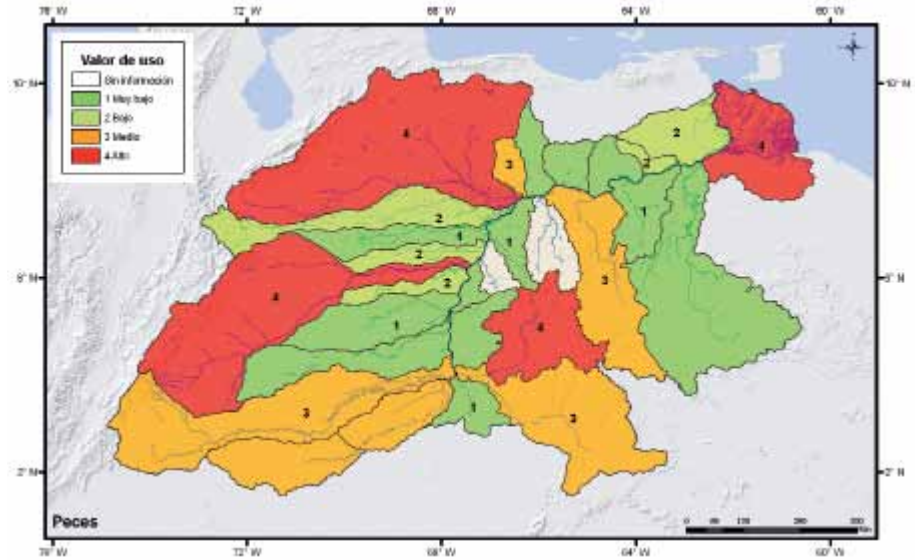 76° W 72° W 68° W 64° W 60° W
Valor de uso
Sin información
1 Muy bajo
2 Bajo
3 Medio
4 Alto
10° N 10° N
4
3
2
2
4
2
1
1
1
2
2
3
4
4
1
3
1
3
6° N 6° N
2° N 2° N
Peces
0
76° W 72° W 68° W 64° W 60° W